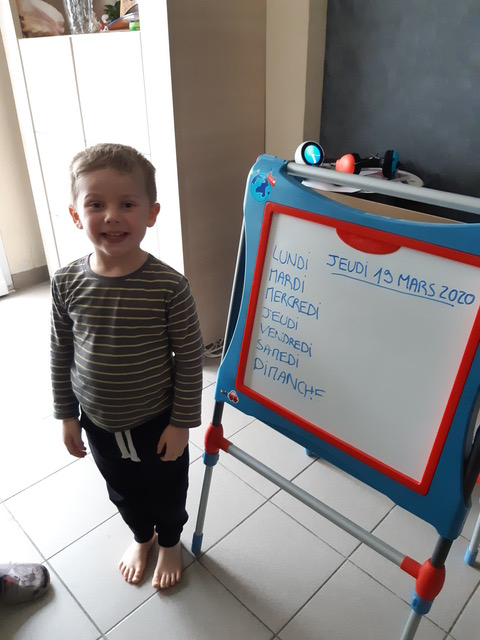 JEUDI 19 MARS 2020
LUNDI
MARDI
MERCREDI
JEUDI
VENDREDI
SAMEDI
DIMANCHE